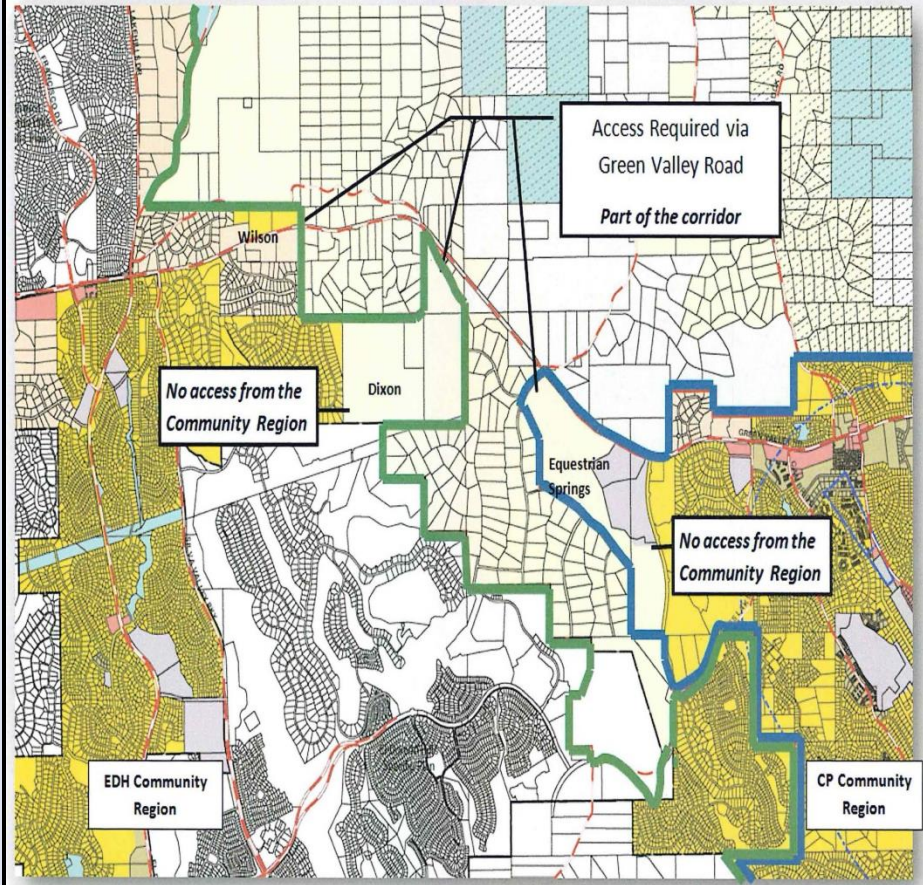 Access Required via
Green Valley Road
Part of the corridor
Wilson
No access from the
Community Region
Dixon
Equestrian
Springs
No access from the
Community Region
EDH Community
Region
CP Community
Region